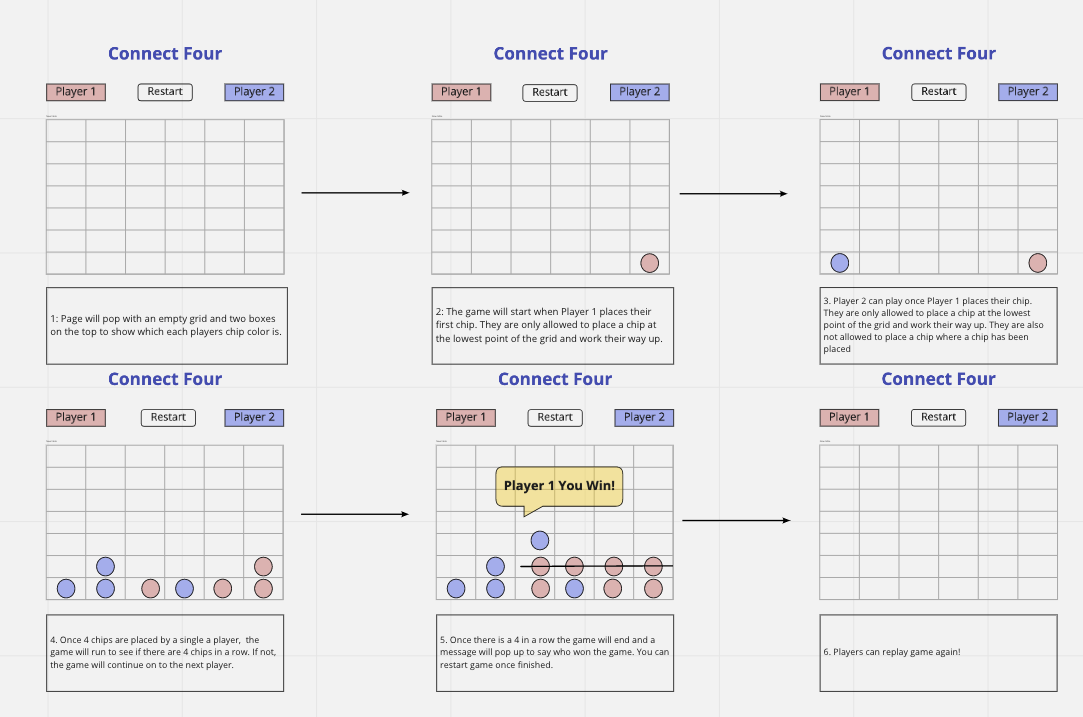 Connect Four
Player 1
Restart
Player 2
1: Page will pop with an empty grid and two boxes
on the top to show which each players chip color is.
Connect Four
Player 1
Restart
Player 2
2: The game will start when Player 1 places their
first chip. They are only allowed to place a chip at
the lowest point of the grid and work their way up.
Connect Four
Player 1
Restart
Player 2
3. Player 2 can play once Player 1 places their chip.
They are only allowed to place a chip at the lowest
point of the grid and work their way up. They are also
not allowed to place a chip where a chip has been
placed
Connect Four
Player 1
Restart
Player 2
4. Once 4 chips are placed by a single a player,  the
game will run to see if there are 4 chips in a row. If not,
the game will continue on to the next player.
Connect Four
Player 1
Restart
Player 2
Player 1 You Win!
5. Once there is a 4 in a row the game will end and a
message will pop up to say who won the game. You can
restart game once finished.
Connect Four
Player 1
Restart
Player 2
6. Players can replay game again!